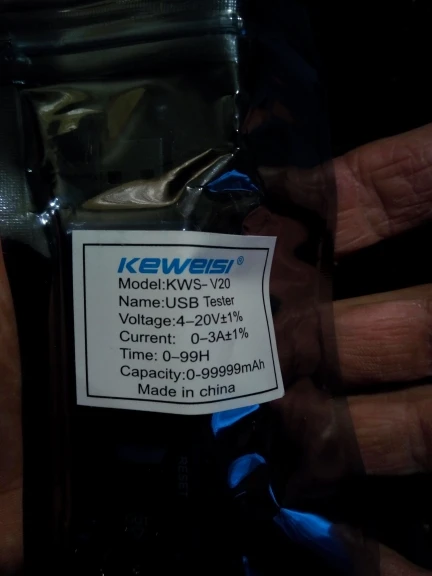 KEWEISI®
Model:KWS-V20
Name:USB Tester
Voltage:4-20V±1%
Current: 0-3A±1%
Time: 0-99H
Capacity:0-99999mAh
Made in china
RESET